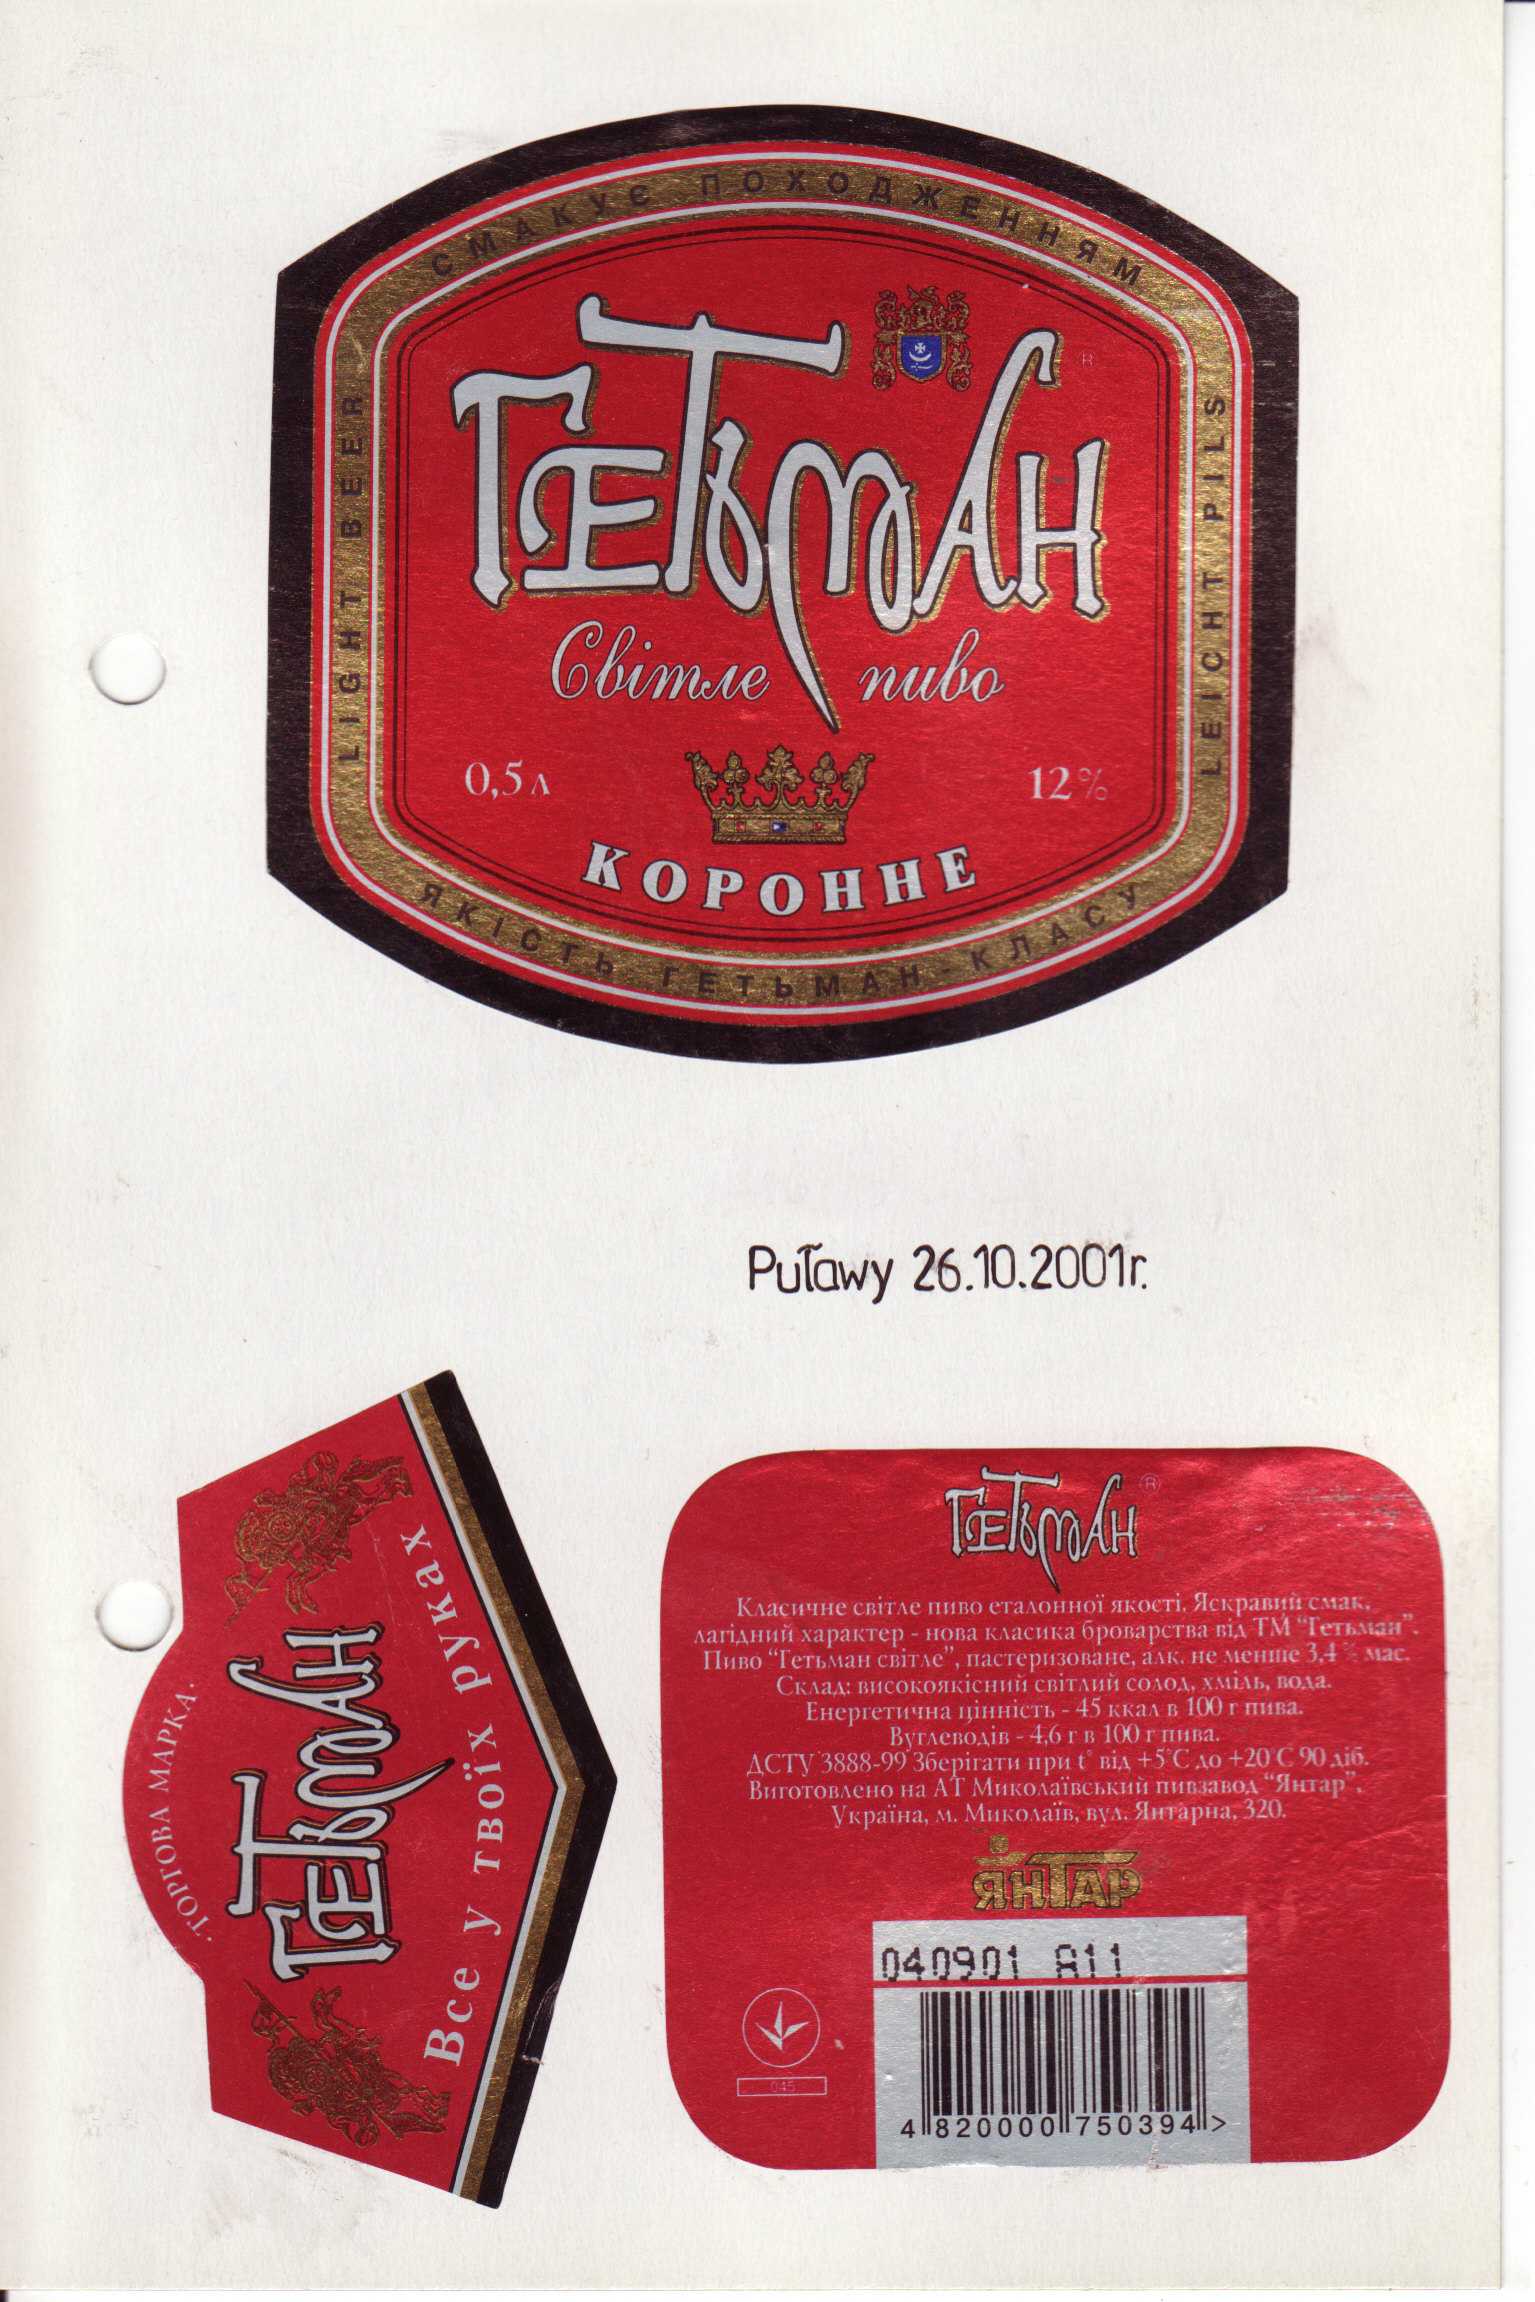 СМАКУЄ ПОХОДЖЕННЯМ
LIGHT BEER
LEICHT PILS
ГЕТЬМАН ®
Світле пиво
0,5 л
12%
КОРОННЕ
ЯКІСТЬ ГЕТЬМАН-КЛАСУ
Puławy 26.10.2001r.
·ТОРГОВА МАРКА·
ГЕТЬМАН
Все у твоїх руках
ГЕТЬМАН ®
Класичне світле пиво еталонної якості. Яскравий смак,
лагідний характер - нова класика броварства від ТМ “Гетьман”.
Пиво “Гетьман світле”, пастеризоване, алк. не менше 3,4 % мас.
Склад: високоякісний світлий солод, хміль, вода.
Енергетична цінність - 45 ккал в 100 г пива.
Вуглеводів - 4,6 г в 100 г пива.
ДСТУ 3888-99 Зберігати при t° від +5°С до +20°С 90 діб.
Виготовлено на АТ Миколаївський пивзавод “Янтар”,
Україна, м. Миколаїв, вул. Янтарна, 320.
ЯНТАР
040901 A11
045
4 820000 750394 >